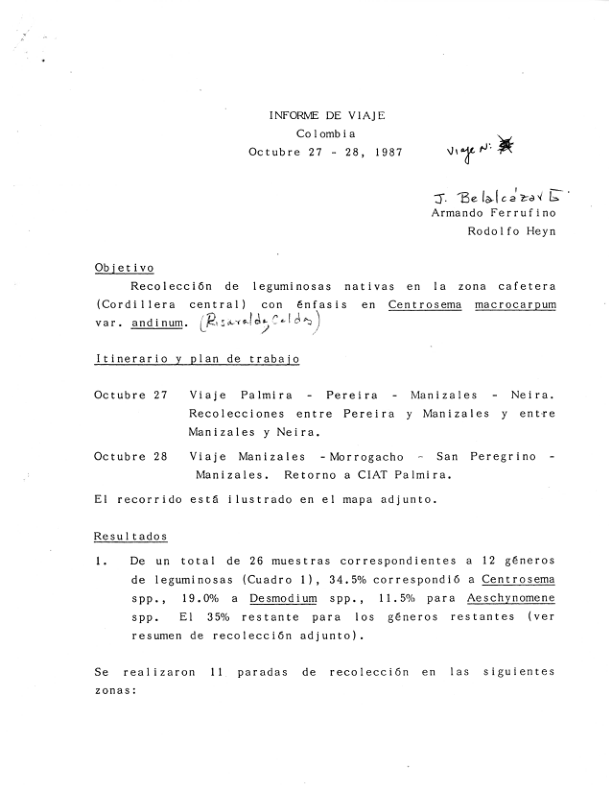 INFORME DE VIAJE
Colombia
Octubre 27 - 28, 1987
Viaje Nº
J. Belalcázar
Armando Ferrufino
Rodolfo Heyn
Objetivo
Recolección de leguminosas nativas en la zona cafetera
(Cordillera central) con énfasis en Centrosema macrocarpum
var. andinum. (Risaralda, Caldas)
Itinerario y plan de trabajo
Octubre 27 Viaje Palmira - Pereira - Manizales - Neira.
Recolecciones entre Pereira y Manizales y entre
Manizales y Neira.
Octubre 28 Viaje Manizales -Morrogacho - San Peregrino -
Manizales. Retorno a CIAT Palmira.
El recorrido está ilustrado en el mapa adjunto.
Resultados
1. De un total de 26 muestras correspondientes a 12 géneros
de leguminosas (Cuadro 1), 34.5% correspondió a Centrosema
spp., 19.0% a Desmodium spp., 11.5% para Aeschynomene
spp. El 35% restante para los géneros restantes (ver
resumen de recolección adjunto).
Se realizaron 11 paradas de recolección en las siguientes
zonas: